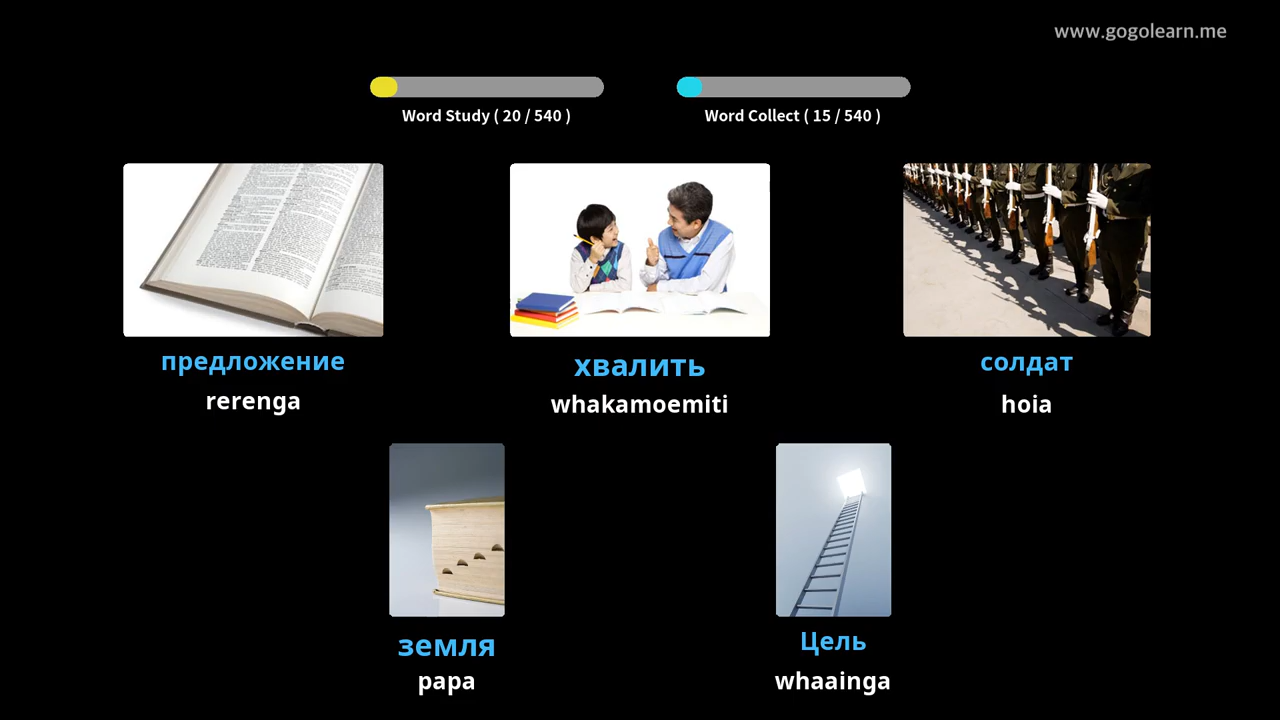 www.gogolearn.me
Word Study ( 20 / 540 )
Word Collect ( 15 / 540 )
предложение
rerenga
хвалить
whakamoemiti
солдат
hoia
земля
papa
Цель
whaainga